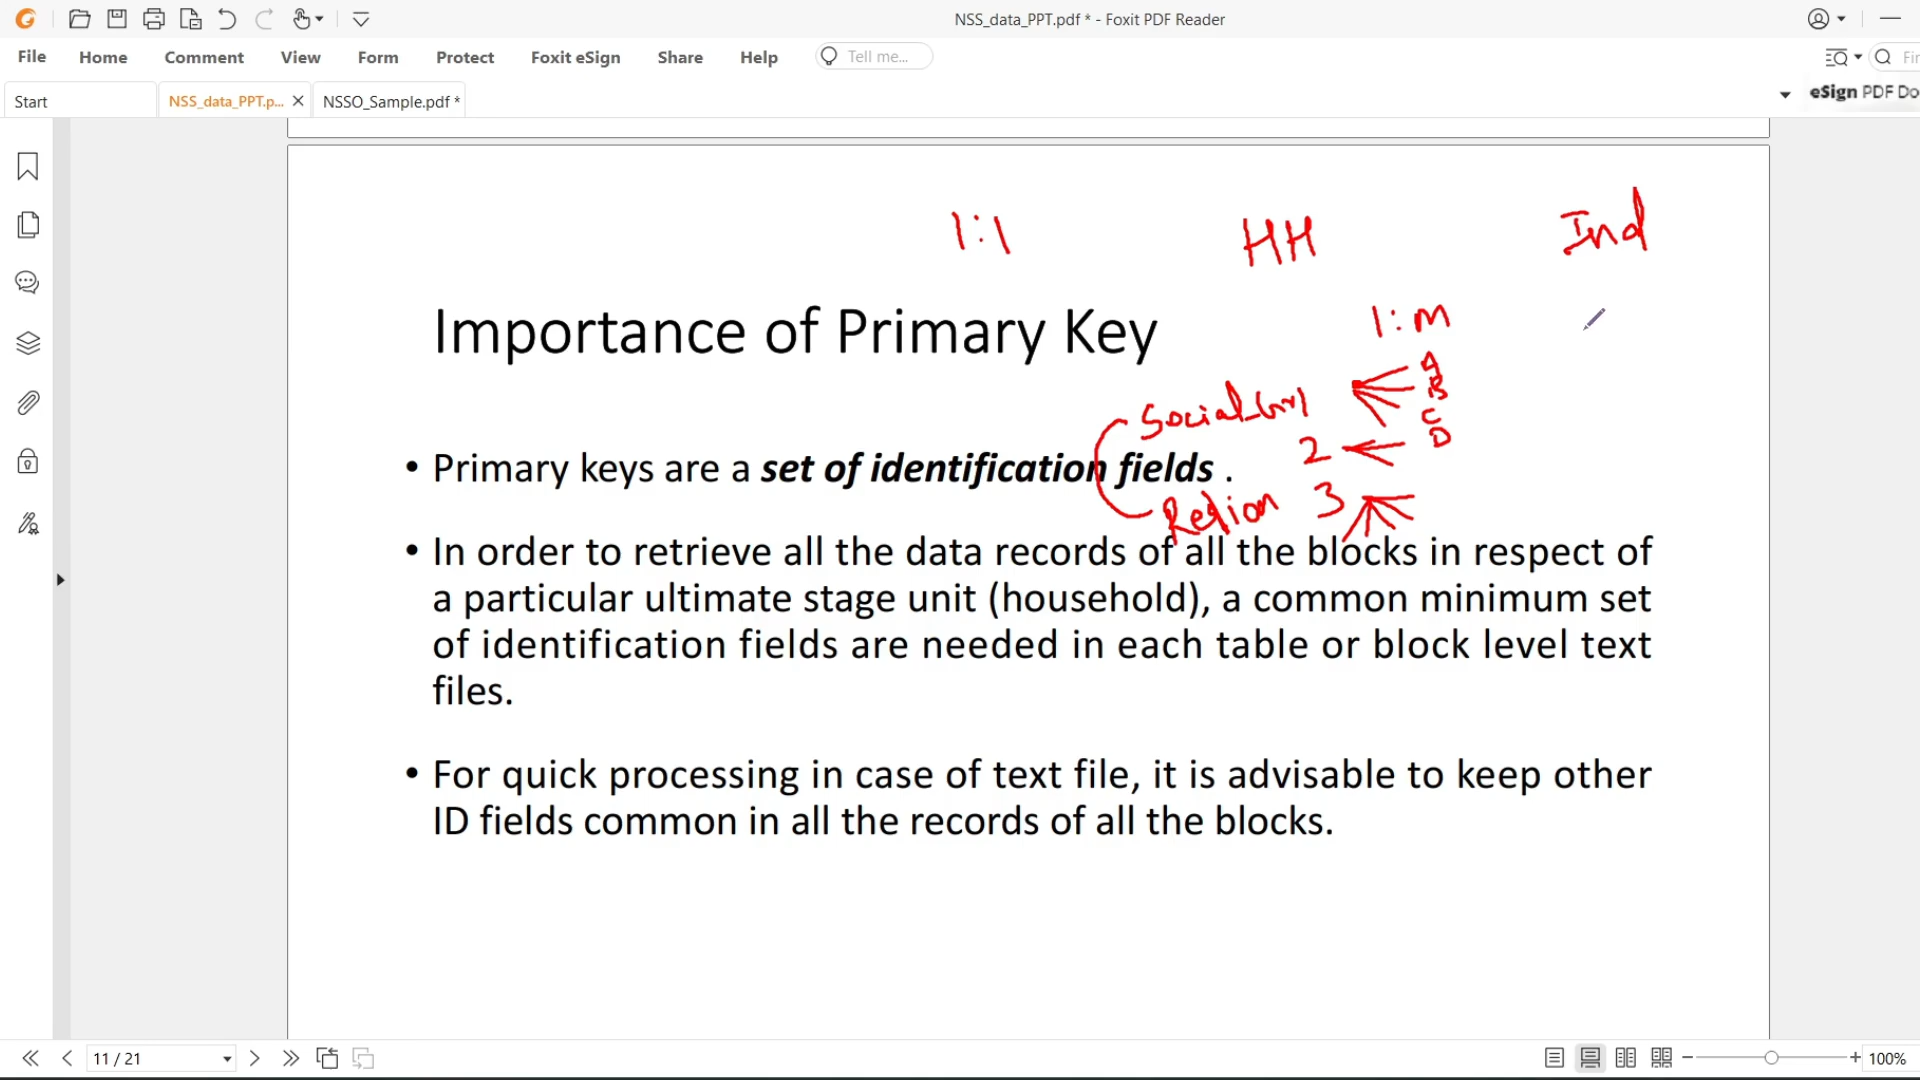 NSS_data_PPT.pdf * - Foxit PDF Reader
File Home Comment View Form Protect Foxit eSign Share Help Tell me...
Start NSS_data_PPT.p... NSSO_Sample.pdf * eSign PDF Do
1:1 HH Ind
Importance of Primary Key
1:M
A
B
Social_Gr1 C
2 D
• Primary keys are a set of identification fields .
Religion 3
• In order to retrieve all the data records of all the blocks in respect of
a particular ultimate stage unit (household), a common minimum set
of identification fields are needed in each table or block level text
files.
• For quick processing in case of text file, it is advisable to keep other
ID fields common in all the records of all the blocks.
11 / 21 100%